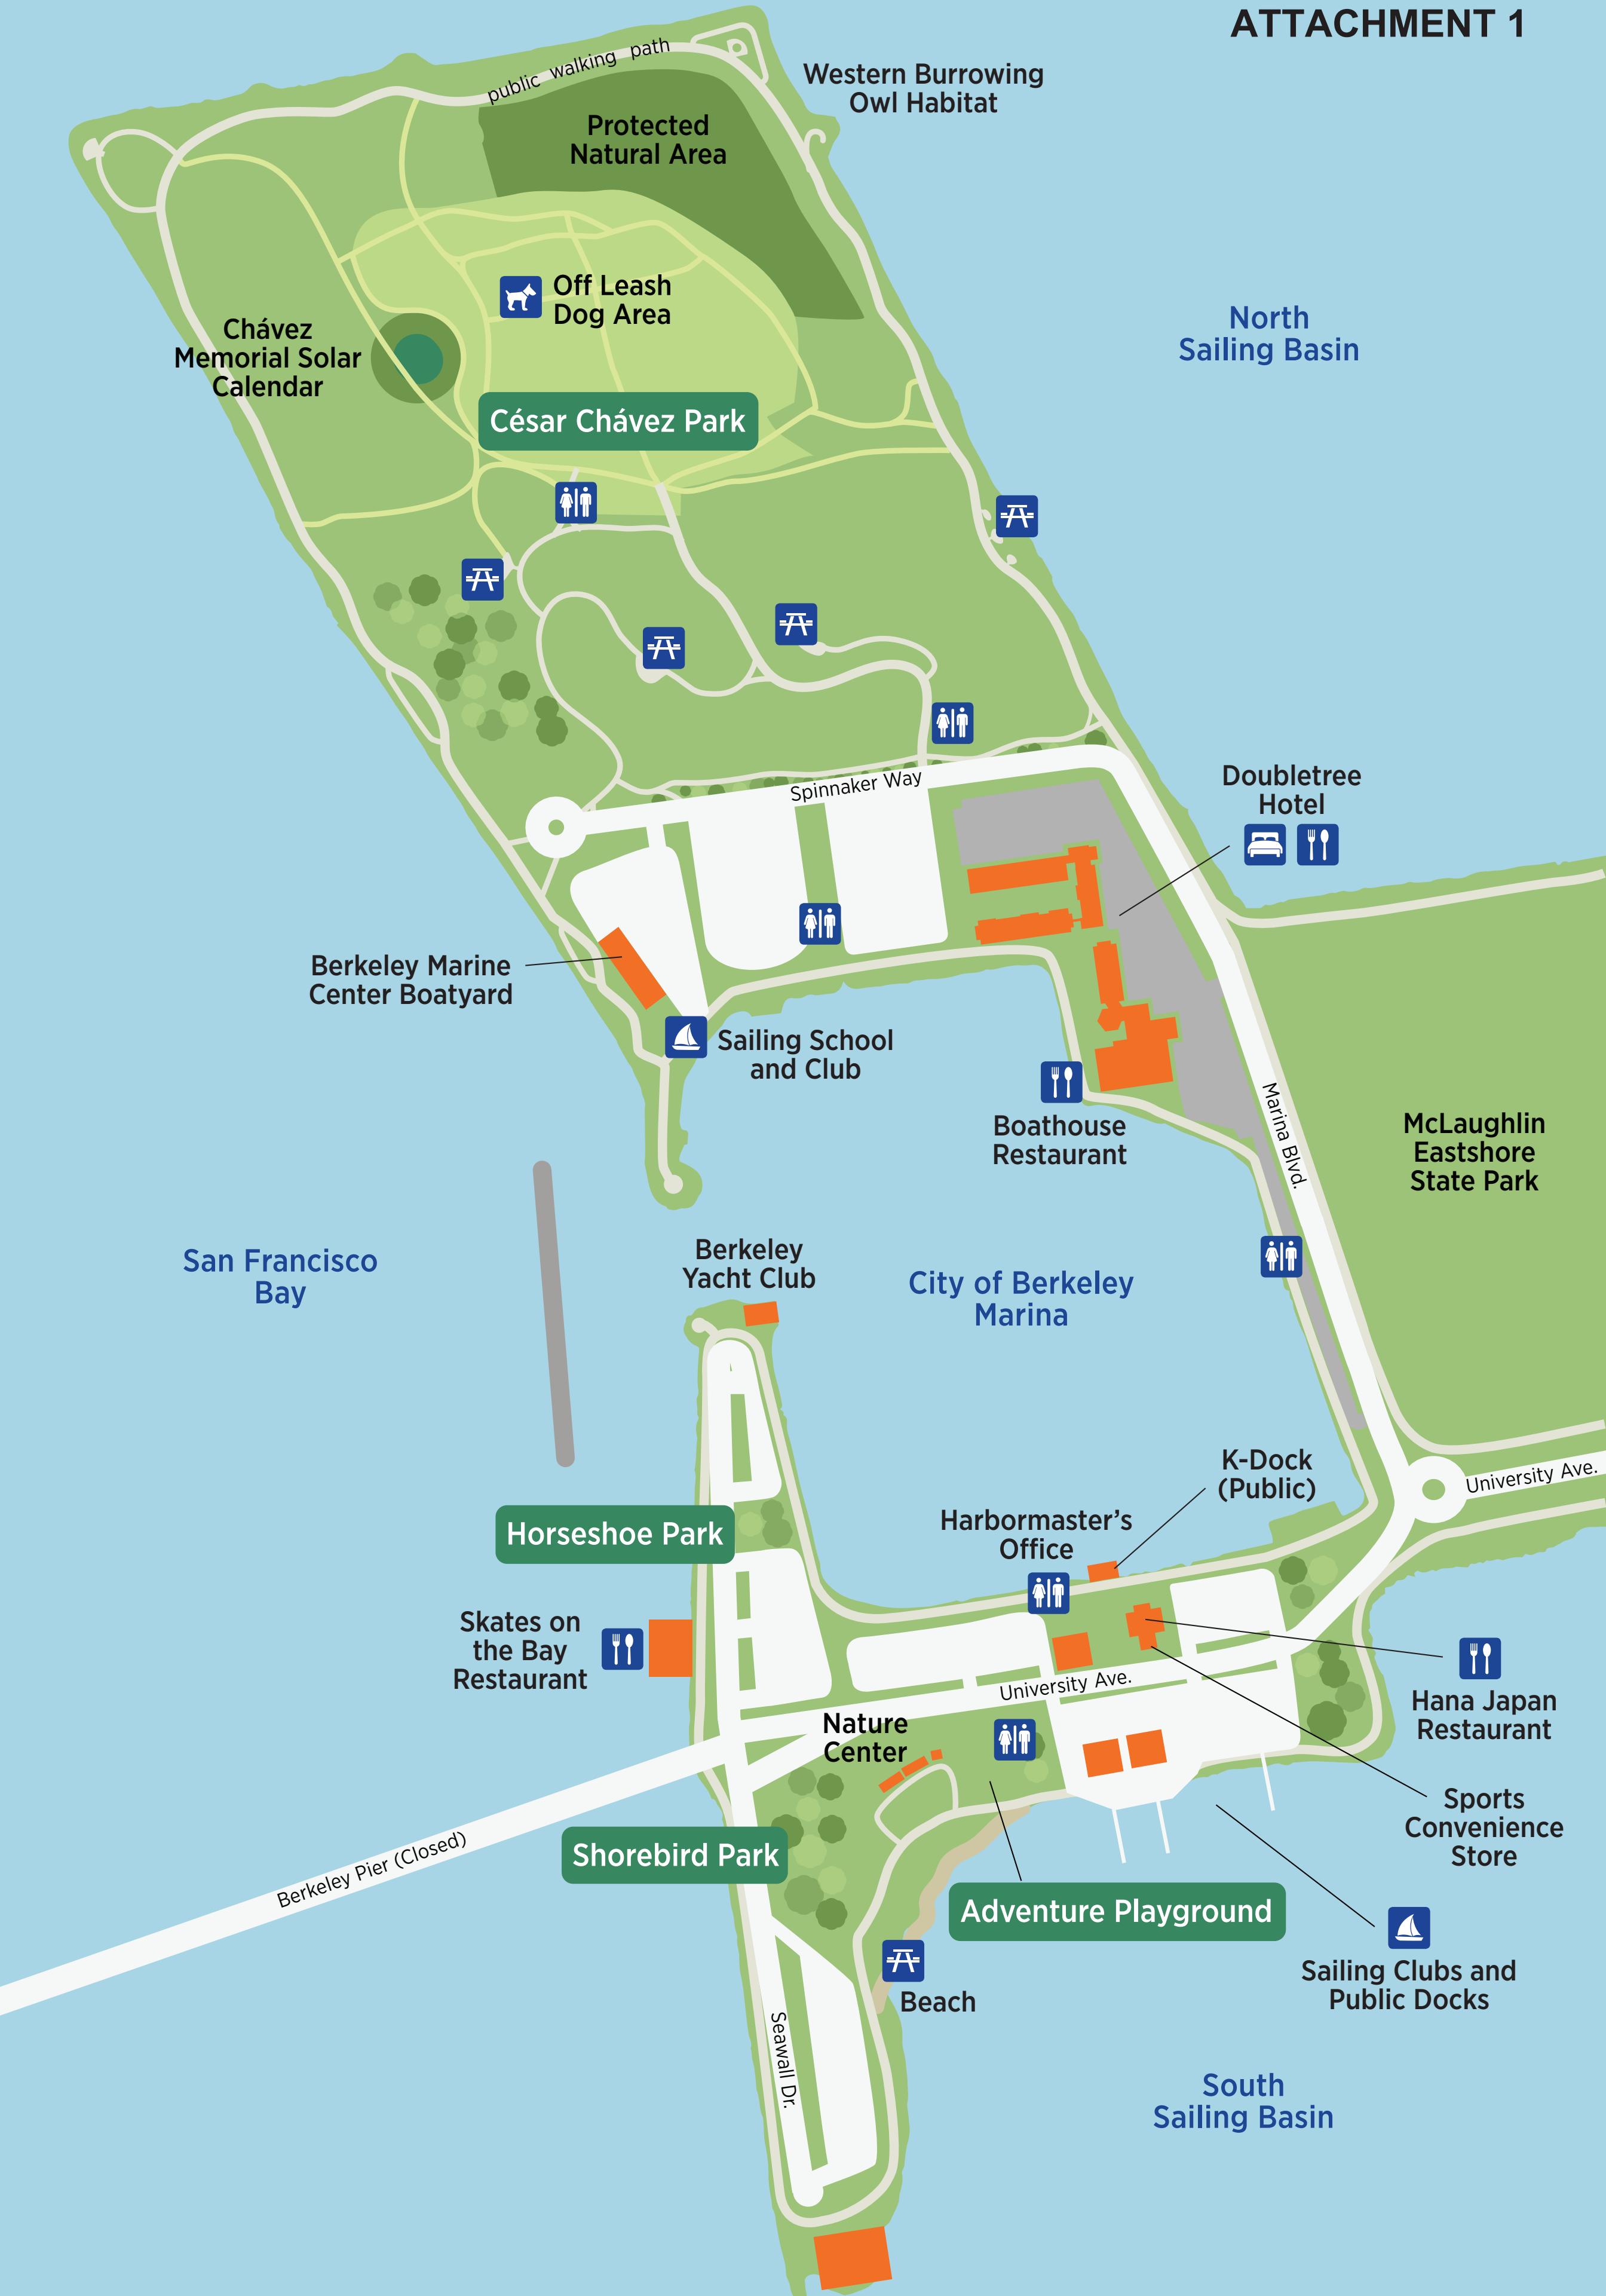 ATTACHMENT 1
public walking path
Western Burrowing
Owl Habitat
Protected
Natural Area
Off Leash
Dog Area
North
Sailing Basin
Chávez
Memorial Solar
Calendar
César Chávez Park
Spinnaker Way
Doubletree
Hotel
Berkeley Marine
Center Boatyard
Sailing School
and Club
Boathouse
Restaurant
Marina Blvd.
McLaughlin
Eastshore
State Park
San Francisco
Bay
Berkeley
Yacht Club
City of Berkeley
Marina
K-Dock
(Public)
University Ave.
Harbormaster's
Office
Horseshoe Park
Skates on
the Bay
Restaurant
University Ave.
Hana Japan
Restaurant
Nature
Center
Sports
Convenience
Store
Berkeley Pier (Closed)
Shorebird Park
Adventure Playground
Sailing Clubs and
Public Docks
Beach
Seawall Dr.
South
Sailing Basin